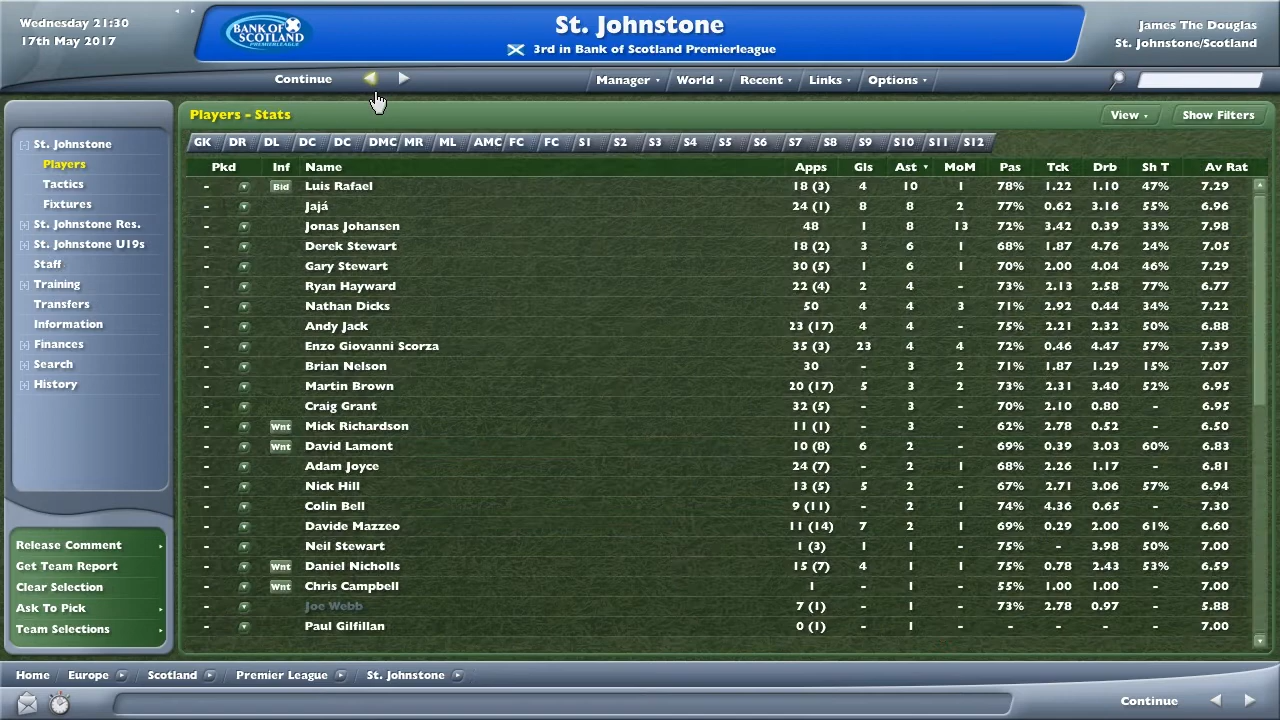 Wednesday 21:30
17th May 2017
BANK OF SCOTLAND PREMIERLEAGUE
St. Johnstone
3rd in Bank of Scotland Premierleague
James The Douglas
St. Johnstone/Scotland
Continue
Manager World Recent Links Options
Players - Stats
View Show Filters
GK DR DL DC DC DMC MR ML AMC FC FC S1 S2 S3 S4 S5 S6 S7 S8 S9 S10 S11 S12
Pkd Inf Name Apps Gls Ast MoM Pas Tck Drb Sh T Av Rat
- Bid Luis Rafael 18 (3) 4 10 1 78% 1.22 1.10 47% 7.29
- Jajá 24 (1) 8 8 2 77% 0.62 3.16 55% 6.96
- Jonas Johansen 48 1 8 13 72% 3.42 0.39 33% 7.98
- Derek Stewart 18 (2) 3 6 1 68% 1.87 4.76 24% 7.05
- Gary Stewart 30 (5) 1 6 1 70% 2.00 4.04 46% 7.29
- Ryan Hayward 22 (4) 2 4 - 73% 2.13 2.58 77% 6.77
- Nathan Dicks 50 4 4 3 71% 2.92 0.44 34% 7.22
- Andy Jack 23 (17) 4 4 - 75% 2.21 2.32 50% 6.88
- Enzo Giovanni Scorza 35 (3) 23 4 4 72% 0.46 4.47 57% 7.39
- Brian Nelson 30 - 3 2 71% 1.87 1.29 15% 7.07
- Martin Brown 20 (17) 5 3 2 73% 2.31 3.40 52% 6.95
- Craig Grant 32 (5) - 3 - 70% 2.10 0.80 - 6.95
- Wnt Mick Richardson 11 (1) - 3 - 62% 2.78 0.52 - 6.50
- Wnt David Lamont 10 (8) 6 2 - 69% 0.39 3.03 60% 6.83
- Adam Joyce 24 (7) - 2 1 68% 2.26 1.17 - 6.81
- Nick Hill 13 (5) 5 2 - 67% 2.71 3.06 57% 6.94
- Colin Bell 9 (11) - 2 1 74% 4.36 0.65 - 7.30
- Davide Mazzeo 11 (14) 7 2 1 69% 0.29 2.00 61% 6.60
- Neil Stewart 1 (3) 1 1 - 75% - 3.98 50% 7.00
- Wnt Daniel Nicholls 15 (7) 4 1 1 75% 0.78 2.43 53% 6.59
- Wnt Chris Campbell 1 - 1 - 55% 1.00 1.00 - 7.00
- Joe Webb 7 (1) - 1 - 73% 2.78 0.97 - 5.88
- Paul Gilfillan 0 (1) - 1 - - - - - 7.00
St. Johnstone
Players
Tactics
Fixtures
St. Johnstone Res.
St. Johnstone U19s
Staff
Training
Transfers
Information
Finances
Search
History
Release Comment
Get Team Report
Clear Selection
Ask To Pick
Team Selections
Home Europe Scotland Premier League St. Johnstone
Continue